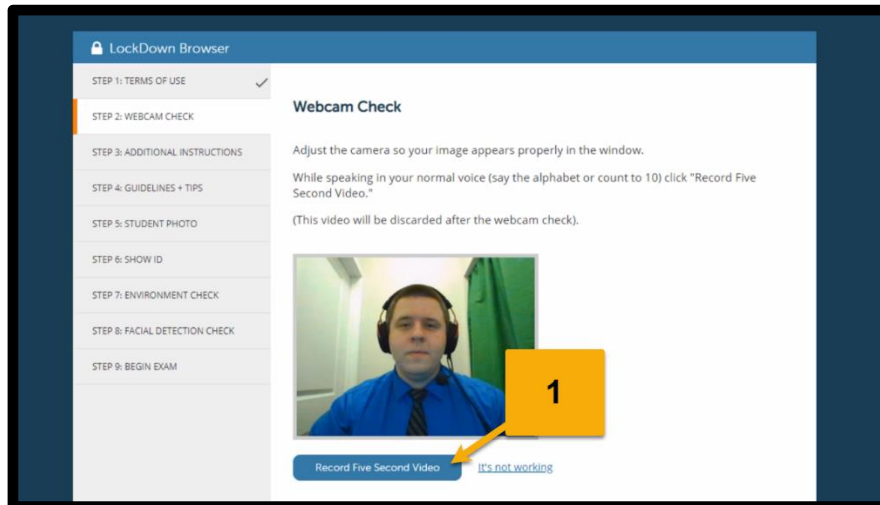 LockDown Browser
STEP 1: TERMS OF USE
STEP 2: WEBCAM CHECK
STEP 3: ADDITIONAL INSTRUCTIONS
STEP 4: GUIDELINES + TIPS
STEP 5: STUDENT PHOTO
STEP 6: SHOW ID
STEP 7: ENVIRONMENT CHECK
STEP 8: FACIAL DETECTION CHECK
STEP 9: BEGIN EXAM
Webcam Check
Adjust the camera so your image appears properly in the window.
While speaking in your normal voice (say the alphabet or count to 10) click "Record Five
Second Video."
(This video will be discarded after the webcam check).
1
Record Five Second Video
It's not working